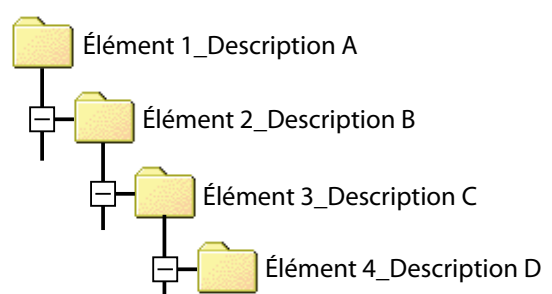 Élément 1_Description A
Élément 2_Description B
Élément 3_Description C
Élément 4_Description D